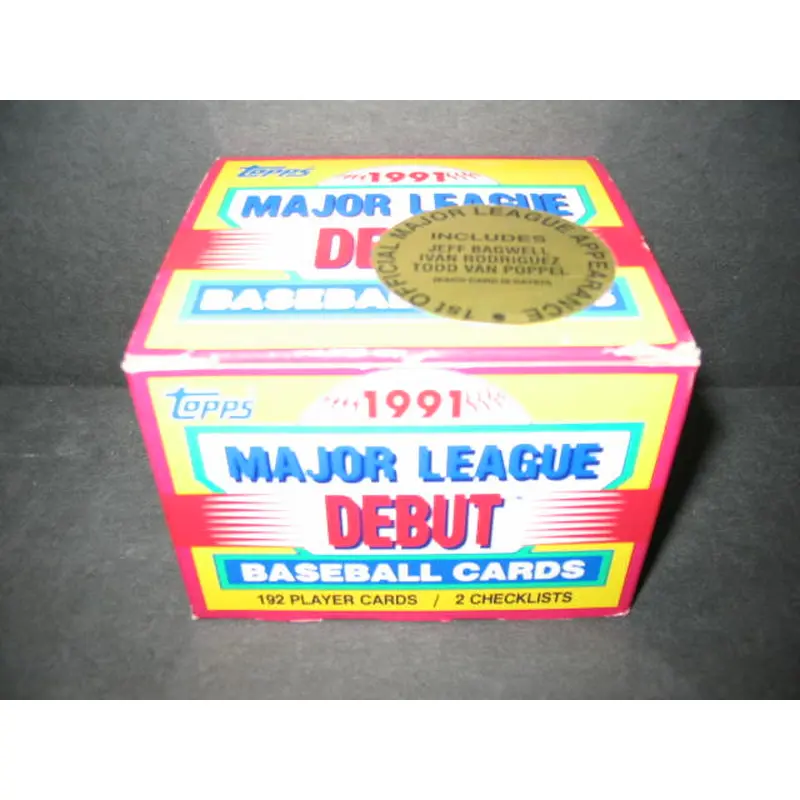 Topps
1991
MAJOR LEAGUE
1st OFFICIAL MAJOR LEAGUE APPEARANCE
INCLUDES
JEFF BAGWELL
IVAN RODRIGUEZ
TODD VAN POPPEL
Topps
1991
MAJOR LEAGUE
DEBUT
BASEBALL CARDS
192 PLAYER CARDS / 2 CHECKLISTS